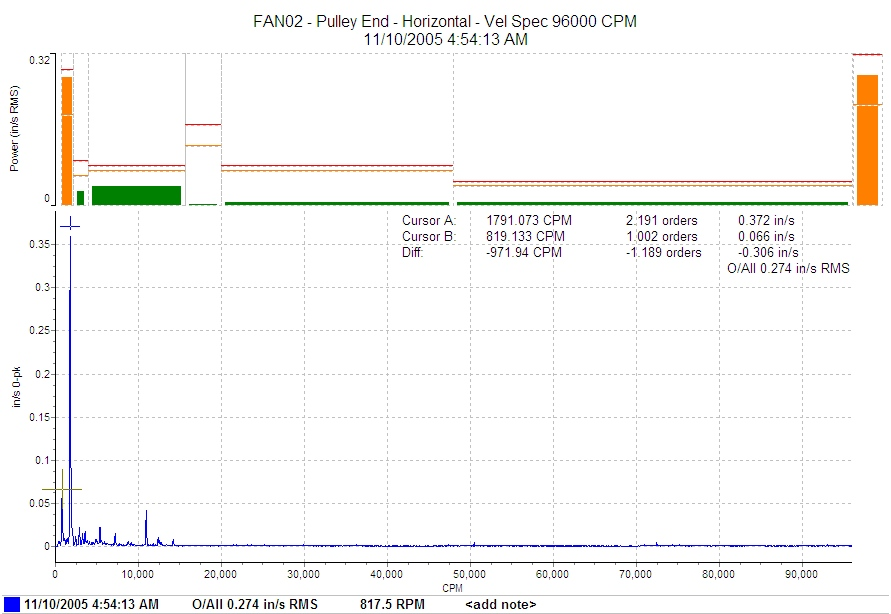 FAN02 - Pulley End - Horizontal - Vel Spec 96000 CPM
11/10/2005 4:54:13 AM
0.32
Power (in/s RMS)
0
Cursor A: 1791.073 CPM 2.191 orders 0.372 in/s
Cursor B: 819.133 CPM 1.002 orders 0.066 in/s
Diff: -971.94 CPM -1.189 orders -0.306 in/s
O/All 0.274 in/s RMS
0.35
0.3
0.25
0.2
0.15
0.1
0.05
0
in/s 0-pk
0 10,000 20,000 30,000 40,000 50,000 60,000 70,000 80,000 90,000
CPM
11/10/2005 4:54:13 AM O/All 0.274 in/s RMS 817.5 RPM <add note>